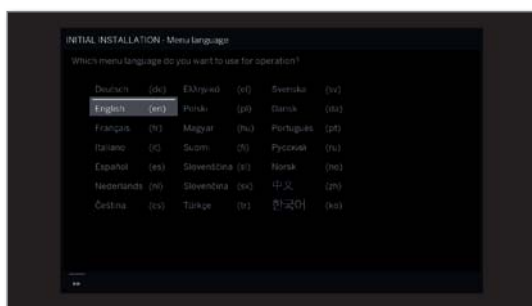 INITIAL INSTALLATION - Menu language
Which menu language do you want to use for operation?
Deutsch (de) Ελληνικά (el) Svenska (sv)
English (en) Polski (pl) Dansk (da)
Français (fr) Magyar (hu) Português (pt)
Italiano (it) Suomi (fi) Русский (ru)
Español (es) Slovenščina (sl) Norsk (no)
Nederlands (nl) Slovenčina (sk) 中文 (zh)
Čeština (cs) Türkçe (tr) 한국어 (ko)